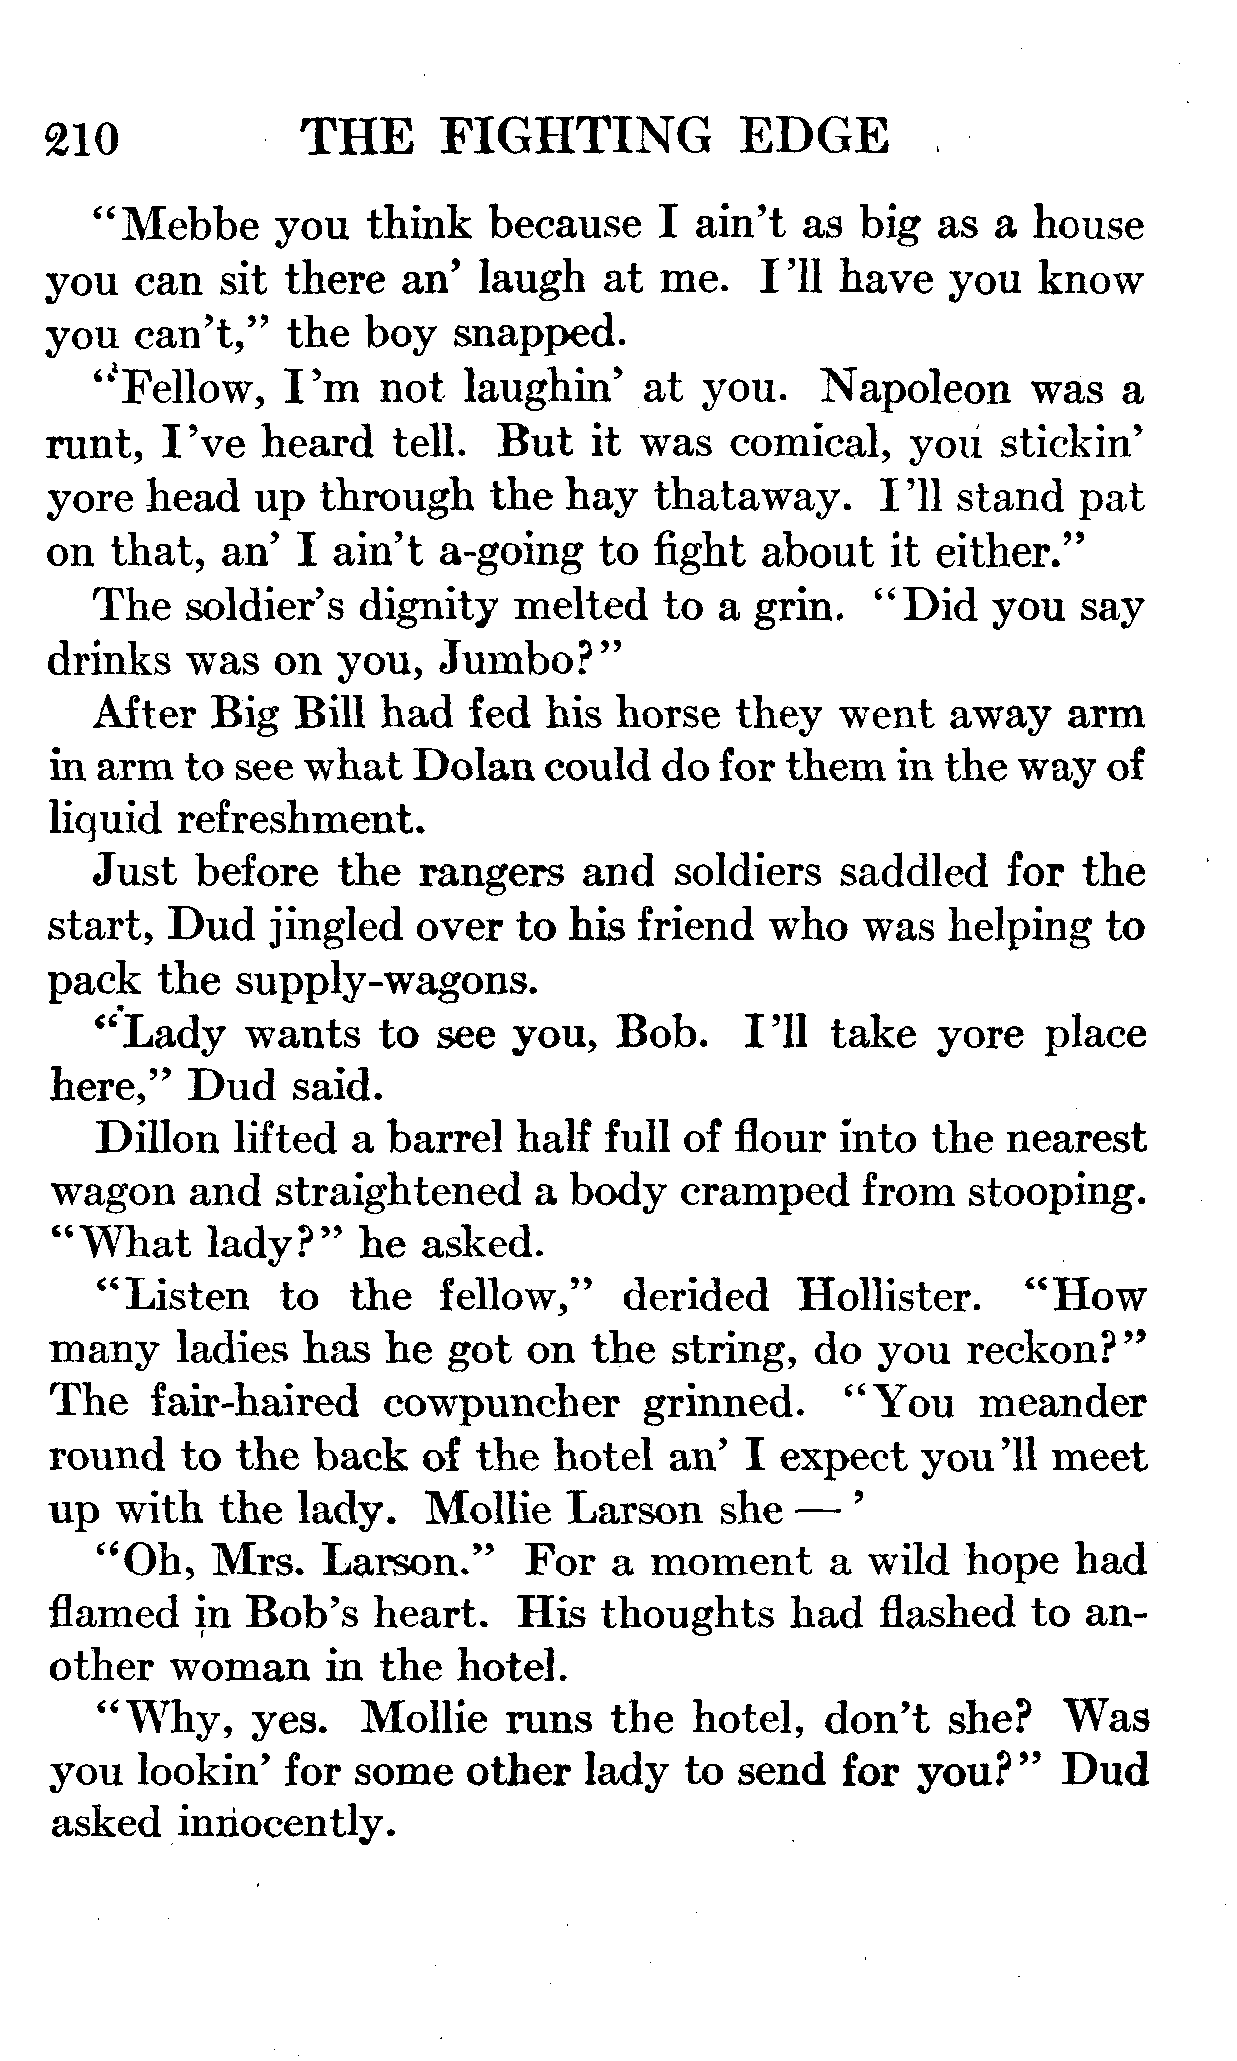 210 THE FIGHTING EDGE
"Mebbe you think because I ain't as big as a house
you can sit there an' laugh at me. I'll have you know
you can't," the boy snapped.
"Fellow, I'm not laughin' at you. Napoleon was a
runt, I've heard tell. But it was comical, you stickin'
yore head up through the hay thataway. I'll stand pat
on that, an' I ain't a-going to fight about it either."
The soldier's dignity melted to a grin. "Did you say
drinks was on you, Jumbo?"
After Big Bill had fed his horse they went away arm
in arm to see what Dolan could do for them in the way of
liquid refreshment.
Just before the rangers and soldiers saddled for the
start, Dud jingled over to his friend who was helping to
pack the supply-wagons.
"Lady wants to see you, Bob. I'll take yore place
here," Dud said.
Dillon lifted a barrel half full of flour into the nearest
wagon and straightened a body cramped from stooping.
"What lady?" he asked.
"Listen to the fellow," derided Hollister. "How
many ladies has he got on the string, do you reckon?"
The fair-haired cowpuncher grinned. "You meander
round to the back of the hotel an' I expect you'll meet
up with the lady. Mollie Larson she — '
"Oh, Mrs. Larson." For a moment a wild hope had
flamed in Bob's heart. His thoughts had flashed to an-
other woman in the hotel.
"Why, yes. Mollie runs the hotel, don't she? Was
you lookin' for some other lady to send for you?" Dud
asked innocently.